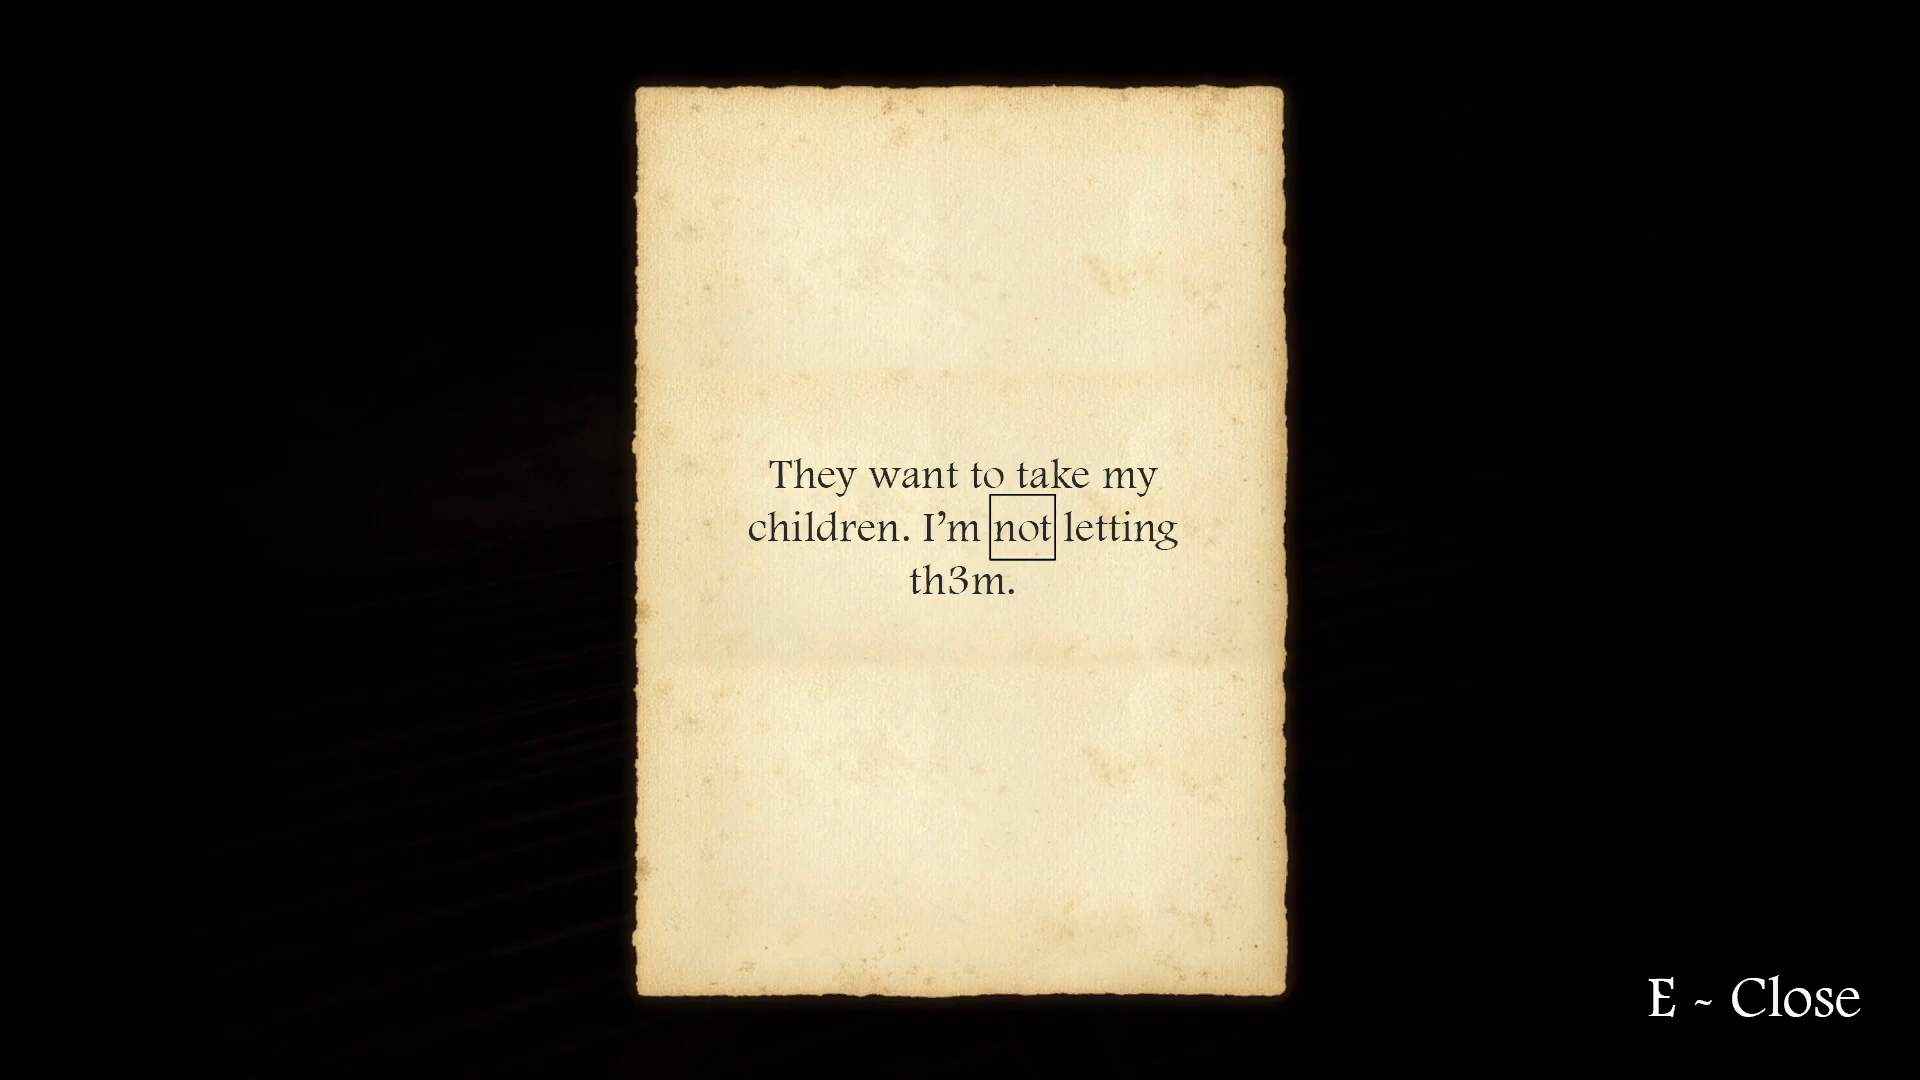 They want to take my
children. I'm not letting
th3m.
E ~ Close